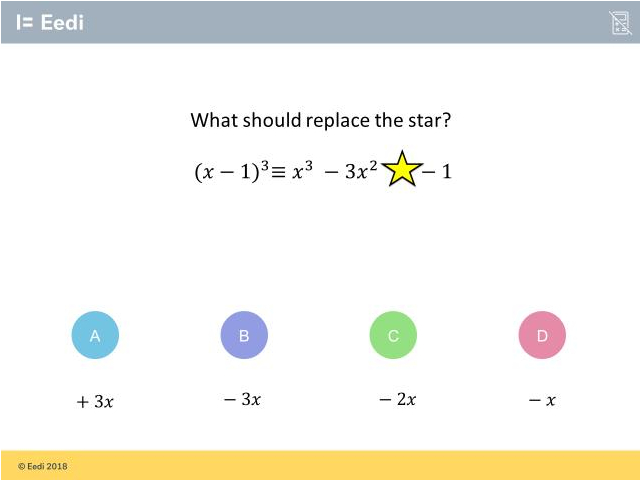 Eedi
What should replace the star?
(x − 1)³ ≡ x³ − 3x² − 1
A B C D
+ 3x − 3x − 2x − x
© Eedi 2018